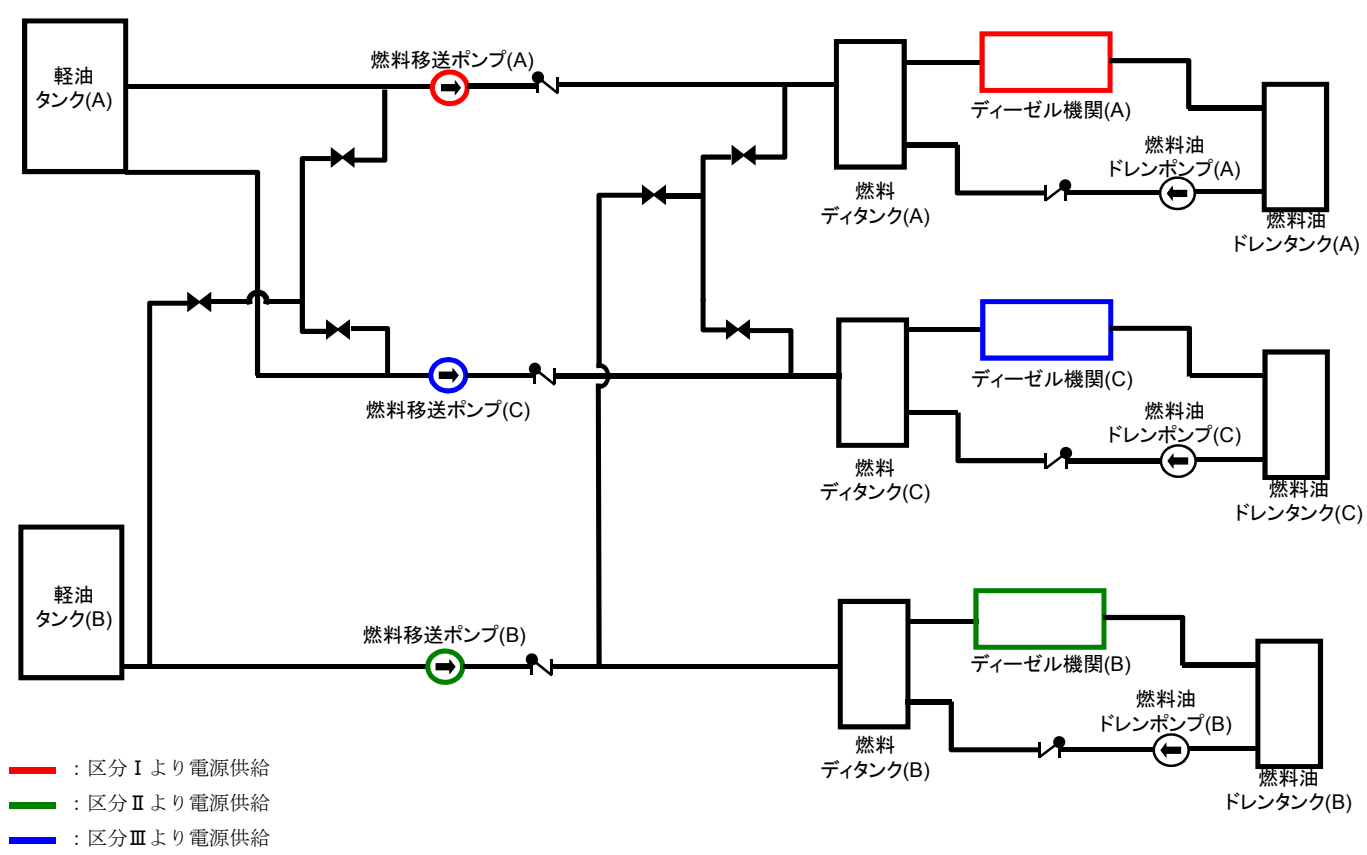 軽油
タンク(A)
燃料移送ポンプ(A)
ディーゼル機関(A)
燃料油
ドレンポンプ(A)
燃料
ディタンク(A)
燃料油
ドレンタンク(A)
燃料移送ポンプ(C)
ディーゼル機関(C)
燃料油
ドレンポンプ(C)
燃料
ディタンク(C)
燃料油
ドレンタンク(C)
軽油
タンク(B)
燃料移送ポンプ(B)
ディーゼル機関(B)
燃料油
ドレンポンプ(B)
燃料
ディタンク(B)
燃料油
ドレンタンク(B)
：区分Ⅰより電源供給
：区分Ⅱより電源供給
：区分Ⅲより電源供給